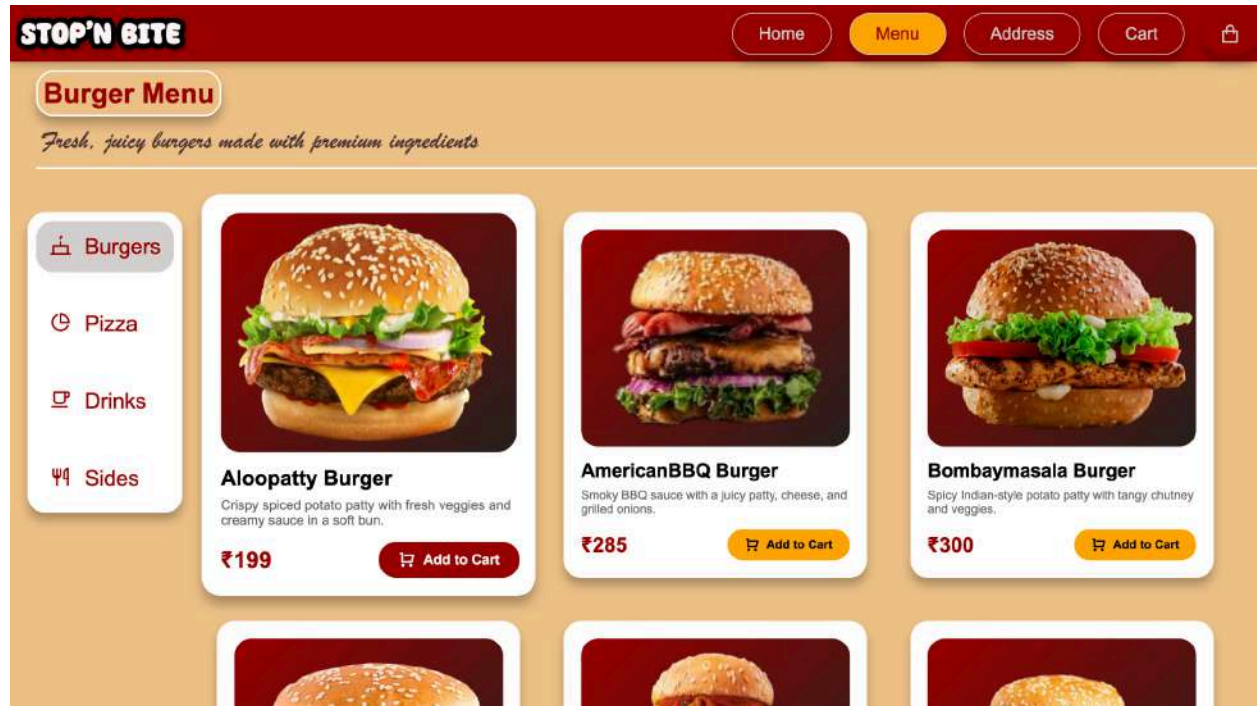 STOP'N BITE
Home
Menu
Address
Cart
Burger Menu
Fresh, juicy burgers made with premium ingredients
Burgers
Pizza
Drinks
Sides
Aloopatty Burger
Crispy spiced potato patty with fresh veggies and
creamy sauce in a soft bun.
₹199
Add to Cart
AmericanBBQ Burger
Smoky BBQ sauce with a juicy patty, cheese, and
grilled onions.
₹285
Add to Cart
Bombaymasala Burger
Spicy Indian-style potato patty with tangy chutney
and veggies.
₹300
Add to Cart